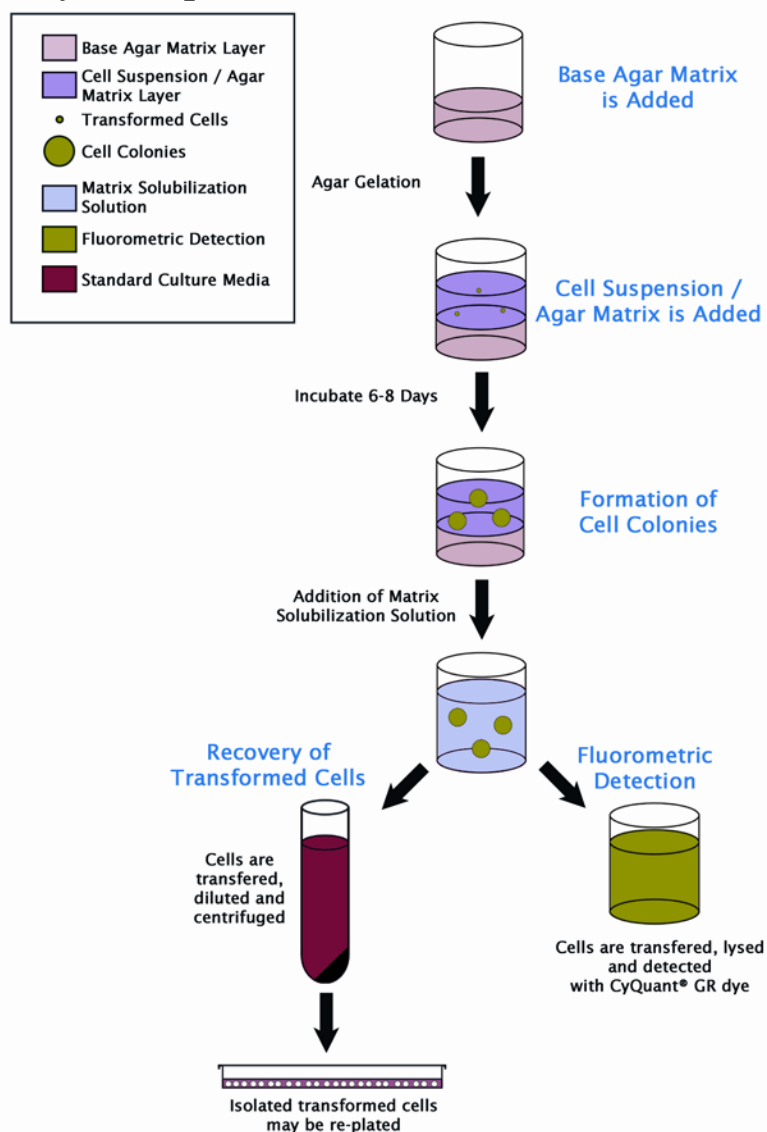 Base Agar Matrix Layer
Cell Suspension / Agar
Matrix Layer
Transformed Cells
Cell Colonies
Matrix Solubilization
Solution
Fluorometric Detection
Standard Culture Media
Base Agar Matrix
is Added
Agar Gelation
Cell Suspension /
Agar Matrix is Added
Incubate 6-8 Days
Formation of
Cell Colonies
Addition of Matrix
Solubilization Solution
Recovery of
Transformed Cells
Fluorometric
Detection
Cells are
transfered,
diluted and
centrifuged
Cells are transfered, lysed
and detected
with CyQuant® GR dye
Isolated transformed cells
may be re-plated